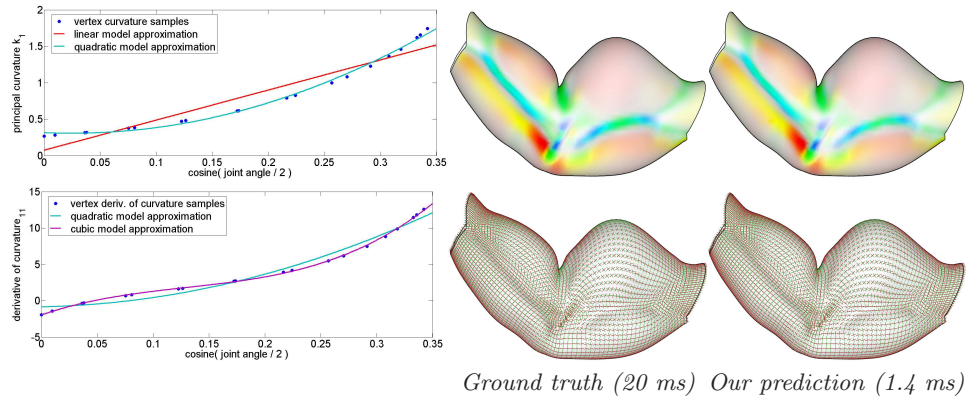 vertex curvature samples
linear model approximation
quadratic model approximation
principal curvature k1
2
1.5
1
0.5
0
0 0.05 0.1 0.15 0.2 0.25 0.3 0.35
cosine( joint angle / 2 )
vertex deriv. of curvature samples
quadratic model approximation
cubic model approximation
derivative of curvature11
15
10
5
0
-5
0 0.05 0.1 0.15 0.2 0.25 0.3 0.35
cosine( joint angle / 2 )
Ground truth (20 ms) Our prediction (1.4 ms)